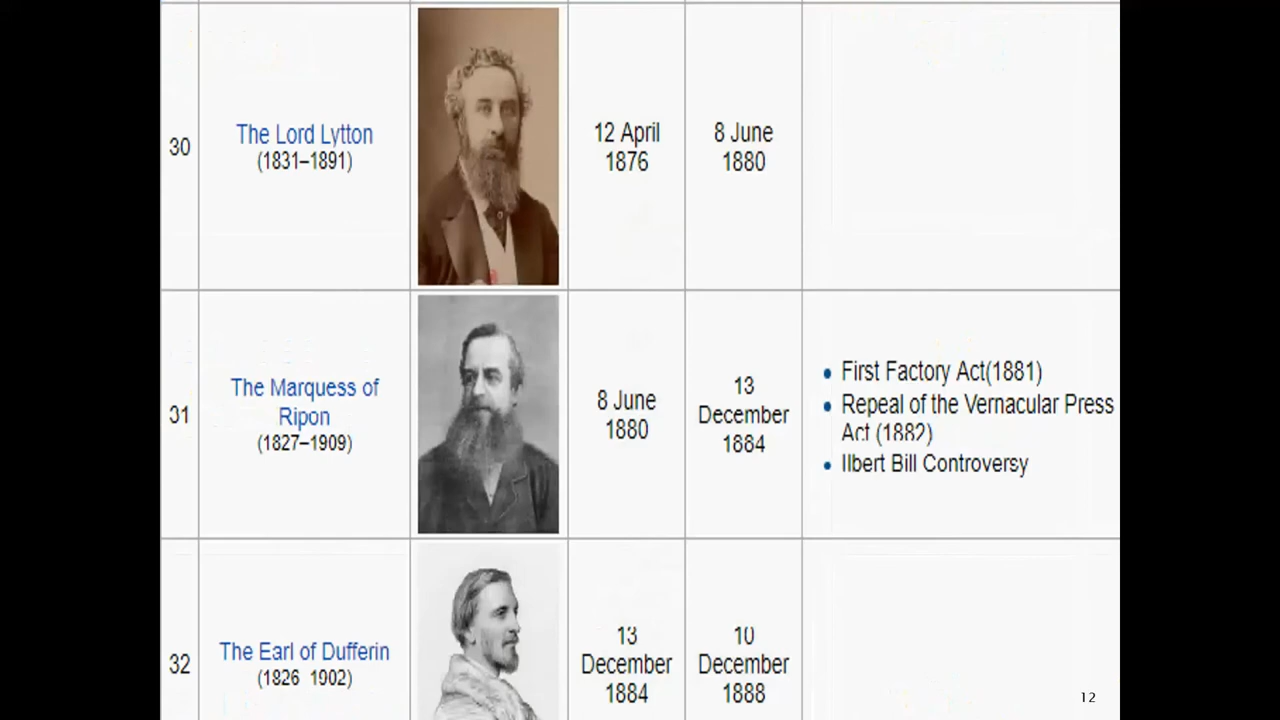 30
The Lord Lytton
(1831–1891)
12 April
1876
8 June
1880
31
The Marquess of
Ripon
(1827–1909)
8 June
1880
13
December
1884
• First Factory Act(1881)
• Repeal of the Vernacular Press
Act (1882)
• Ilbert Bill Controversy
32
The Earl of Dufferin
(1826 1902)
13
December
1884
10
December
1888
12